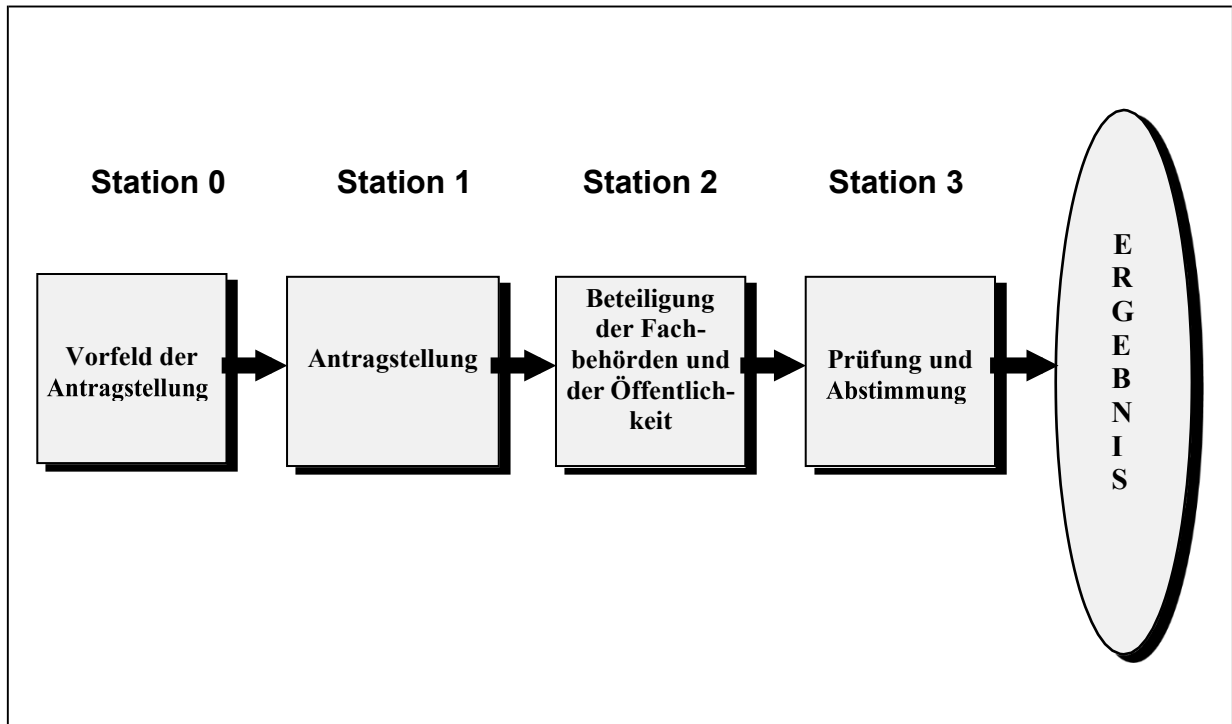 Station 0
Station 1
Station 2
Station 3
Vorfeld der
Antragstellung
Antragstellung
Beteiligung
der Fach-
behörden und
der Öffentlich-
keit
Prüfung und
Abstimmung
E
R
G
E
B
N
I
S